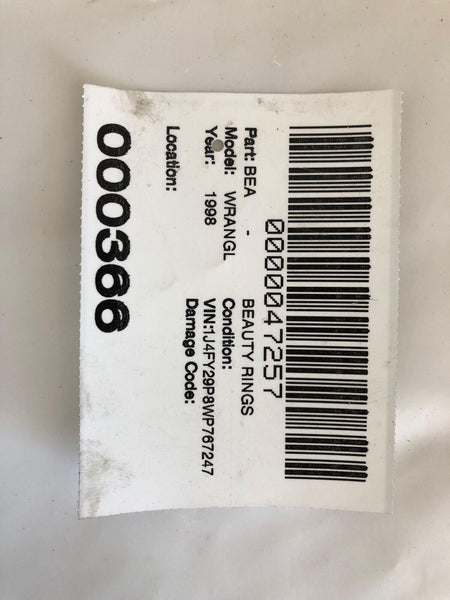 0000047257
Part: BEA - BEAUTY RINGS
Model: WRANGL Condition:
Year: 1998 VIN:1J4FY29P8WP767247
Damage Code:
Location:
000366